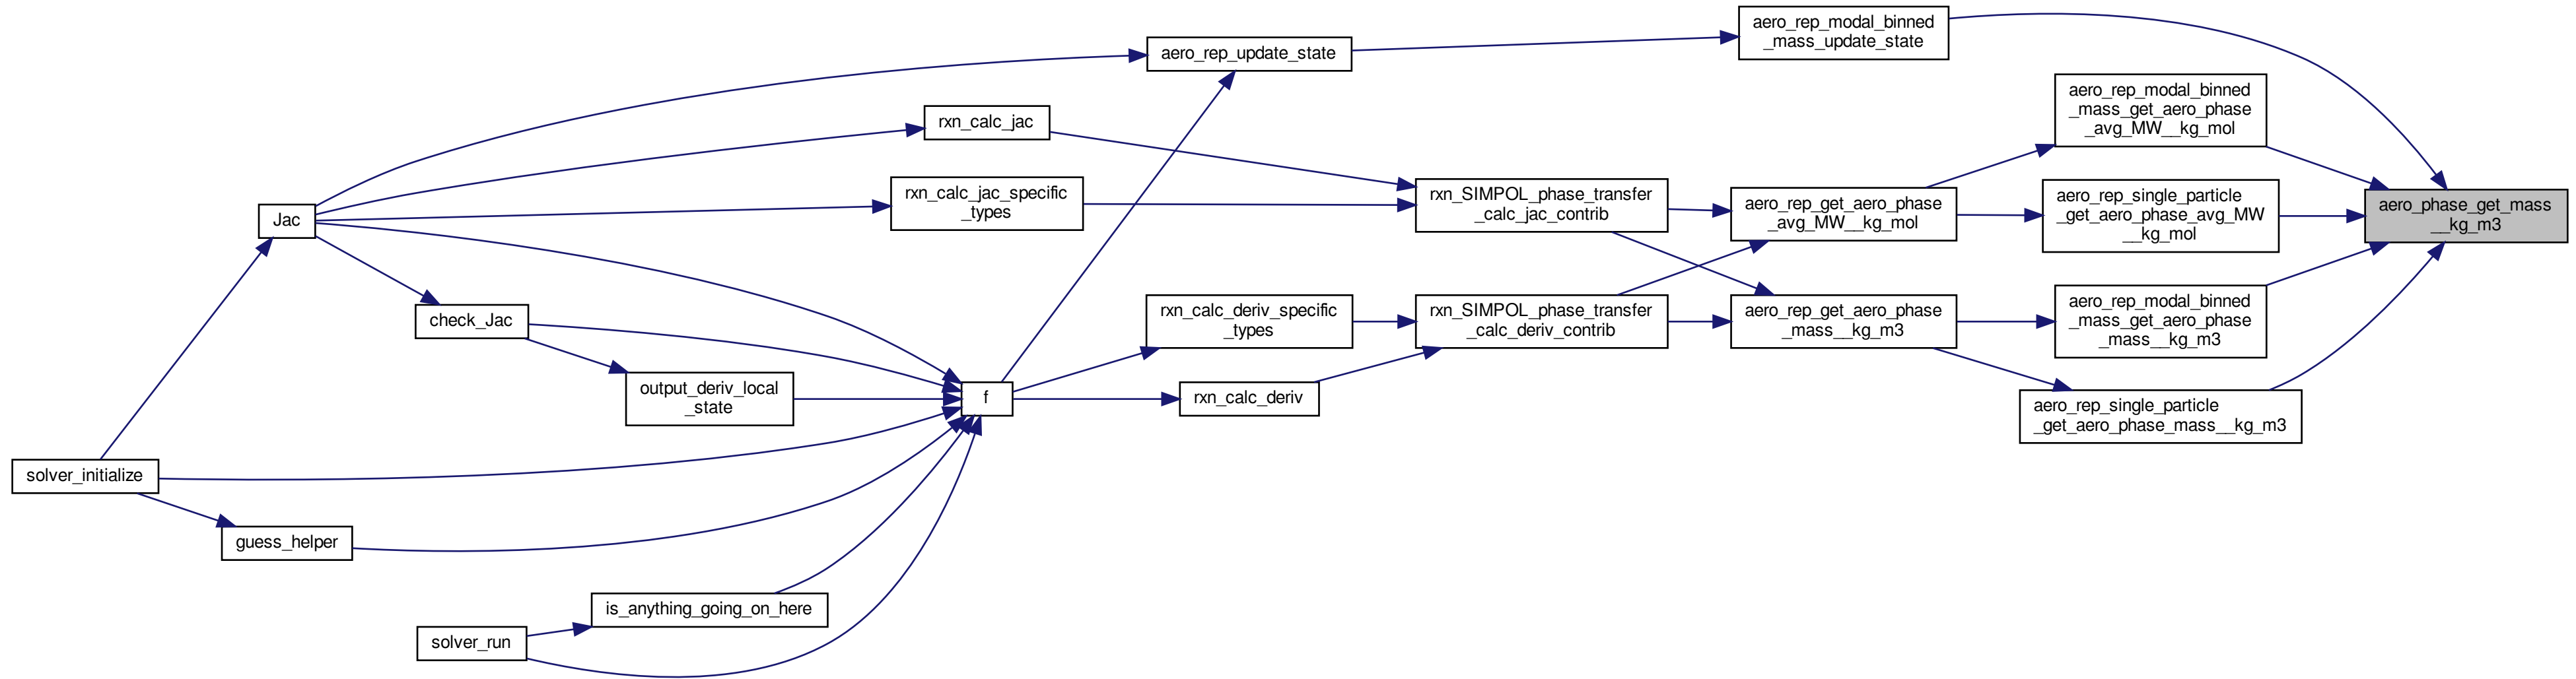 aero_rep_modal_binned
_mass_update_state
aero_rep_update_state
aero_rep_modal_binned
_mass_get_aero_phase
_avg_MW__kg_mol
rxn_calc_jac
rxn_calc_jac_specific
_types
rxn_SIMPOL_phase_transfer
_calc_jac_contrib
aero_rep_get_aero_phase
_avg_MW__kg_mol
aero_rep_single_particle
_get_aero_phase_avg_MW
__kg_mol
aero_phase_get_mass
__kg_m3
Jac
check_Jac
rxn_calc_deriv_specific
_types
rxn_SIMPOL_phase_transfer
_calc_deriv_contrib
aero_rep_get_aero_phase
_mass__kg_m3
aero_rep_modal_binned
_mass_get_aero_phase
_mass__kg_m3
output_deriv_local
_state
f
rxn_calc_deriv
aero_rep_single_particle
_get_aero_phase_mass__kg_m3
solver_initialize
guess_helper
is_anything_going_on_here
solver_run